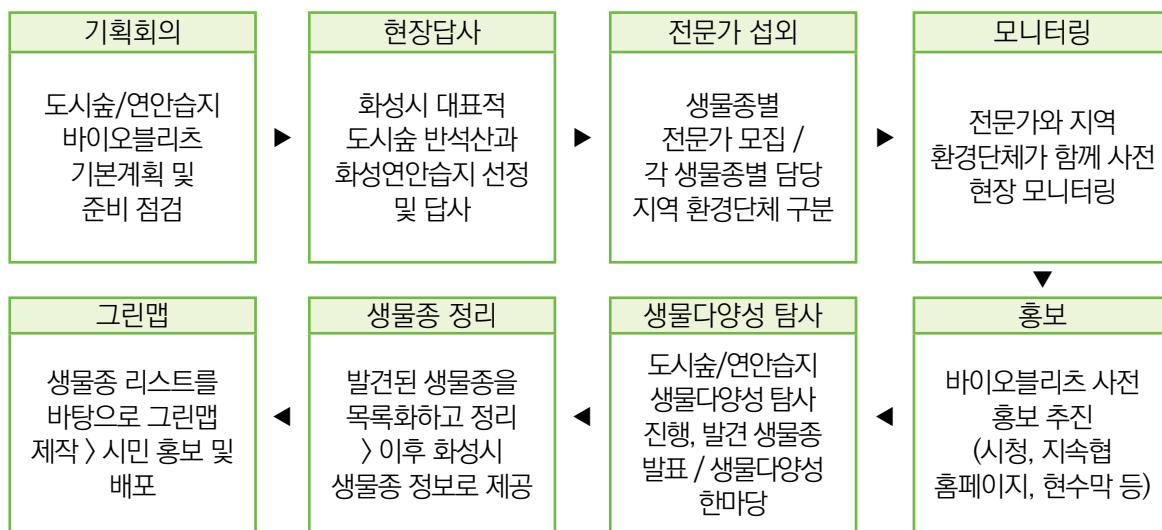 기획회의
도시숲/연안습지
바이오블리츠
기본계획 및
준비 점검
▶
현장답사
화성시 대표적
도시숲 반석산과
화성연안습지 선정
및 답사
▶
전문가 섭외
생물종별
전문가 모집 /
각 생물종별 담당
지역 환경단체 구분
▶
모니터링
전문가와 지역
환경단체가 함께 사전
현장 모니터링
▼
홍보
바이오블리츠 사전
홍보 추진
(시청, 지속협
홈페이지, 현수막 등)
◀
생물다양성 탐사
도시숲/연안습지
생물다양성 탐사
진행, 발견 생물종
발표 / 생물다양성
한마당
◀
생물종 정리
발견된 생물종을
목록화하고 정리
〉이후 화성시
생물종 정보로 제공
◀
그린맵
생물종 리스트를
바탕으로 그린맵
제작 〉 시민 홍보 및
배포